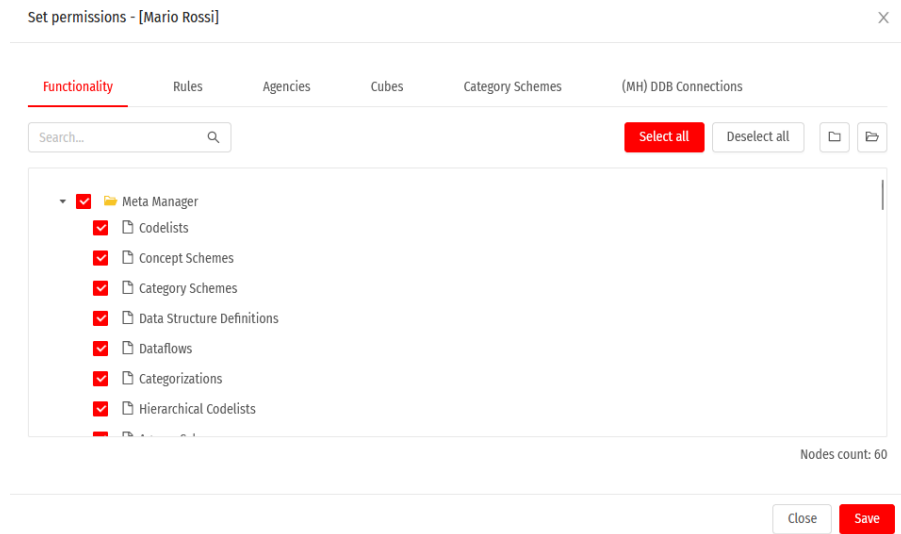 Set permissions - [Mario Rossi]
Functionality Rules Agencies Cubes Category Schemes (MH) DDB Connections
Search... Select all Deselect all
Meta Manager
Codelists
Concept Schemes
Category Schemes
Data Structure Definitions
Dataflows
Categorizations
Hierarchical Codelists
Nodes count: 60
Close Save